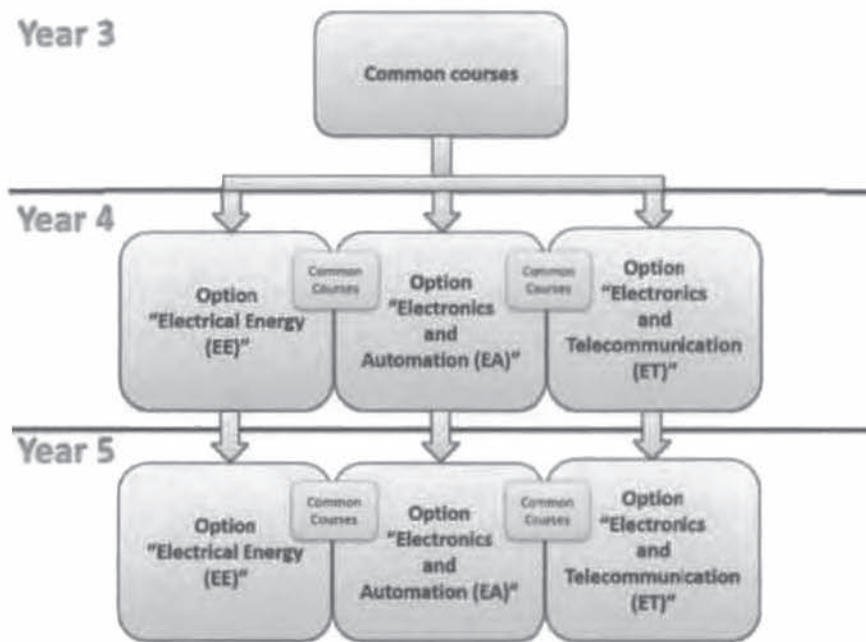 Year 3
Common courses
Year 4
Option
"Electrical Energy
(EE)"
Common
Courses
Option
"Electronics
and
Automation (EA)"
Common
Courses
Option
"Electronics
and
Telecommunication
(ET)"
Year 5
Option
"Electrical Energy
(EE)"
Common
Courses
Option
"Electronics
and
Automation (EA)"
Common
Courses
Option
"Electronics
and
Telecommunication
(ET)"